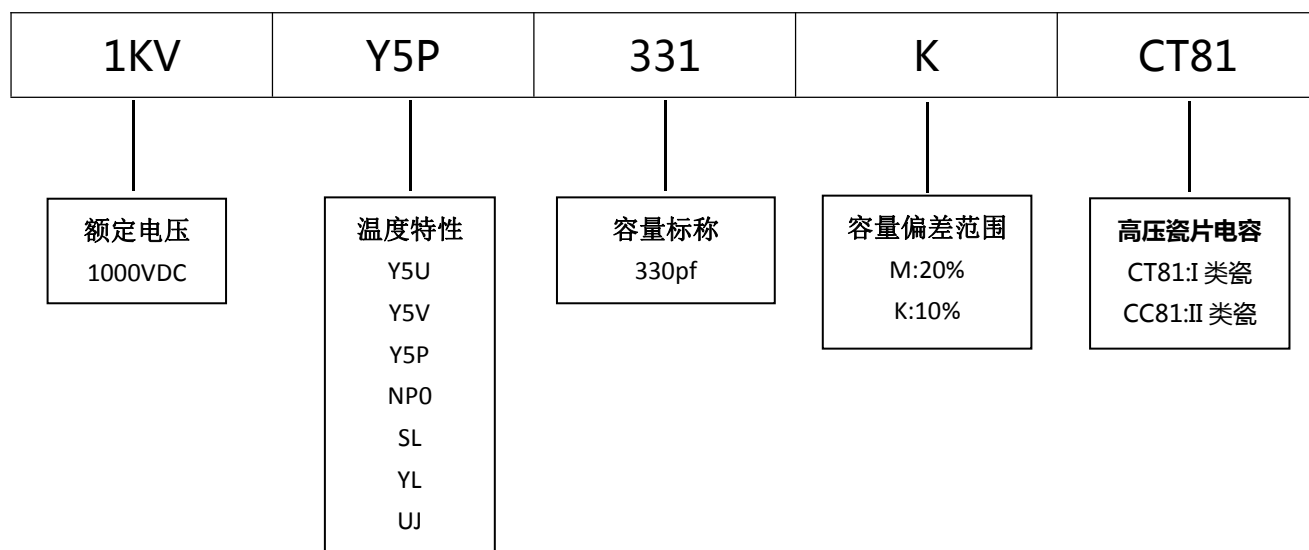 1KV Y5P 331 K CT81
额定电压
1000VDC
温度特性
Y5U
Y5V
Y5P
NP0
SL
YL
UJ
容量标称
330pf
容量偏差范围
M:20%
K:10%
高压瓷片电容
CT81:I 类瓷
CC81:II 类瓷